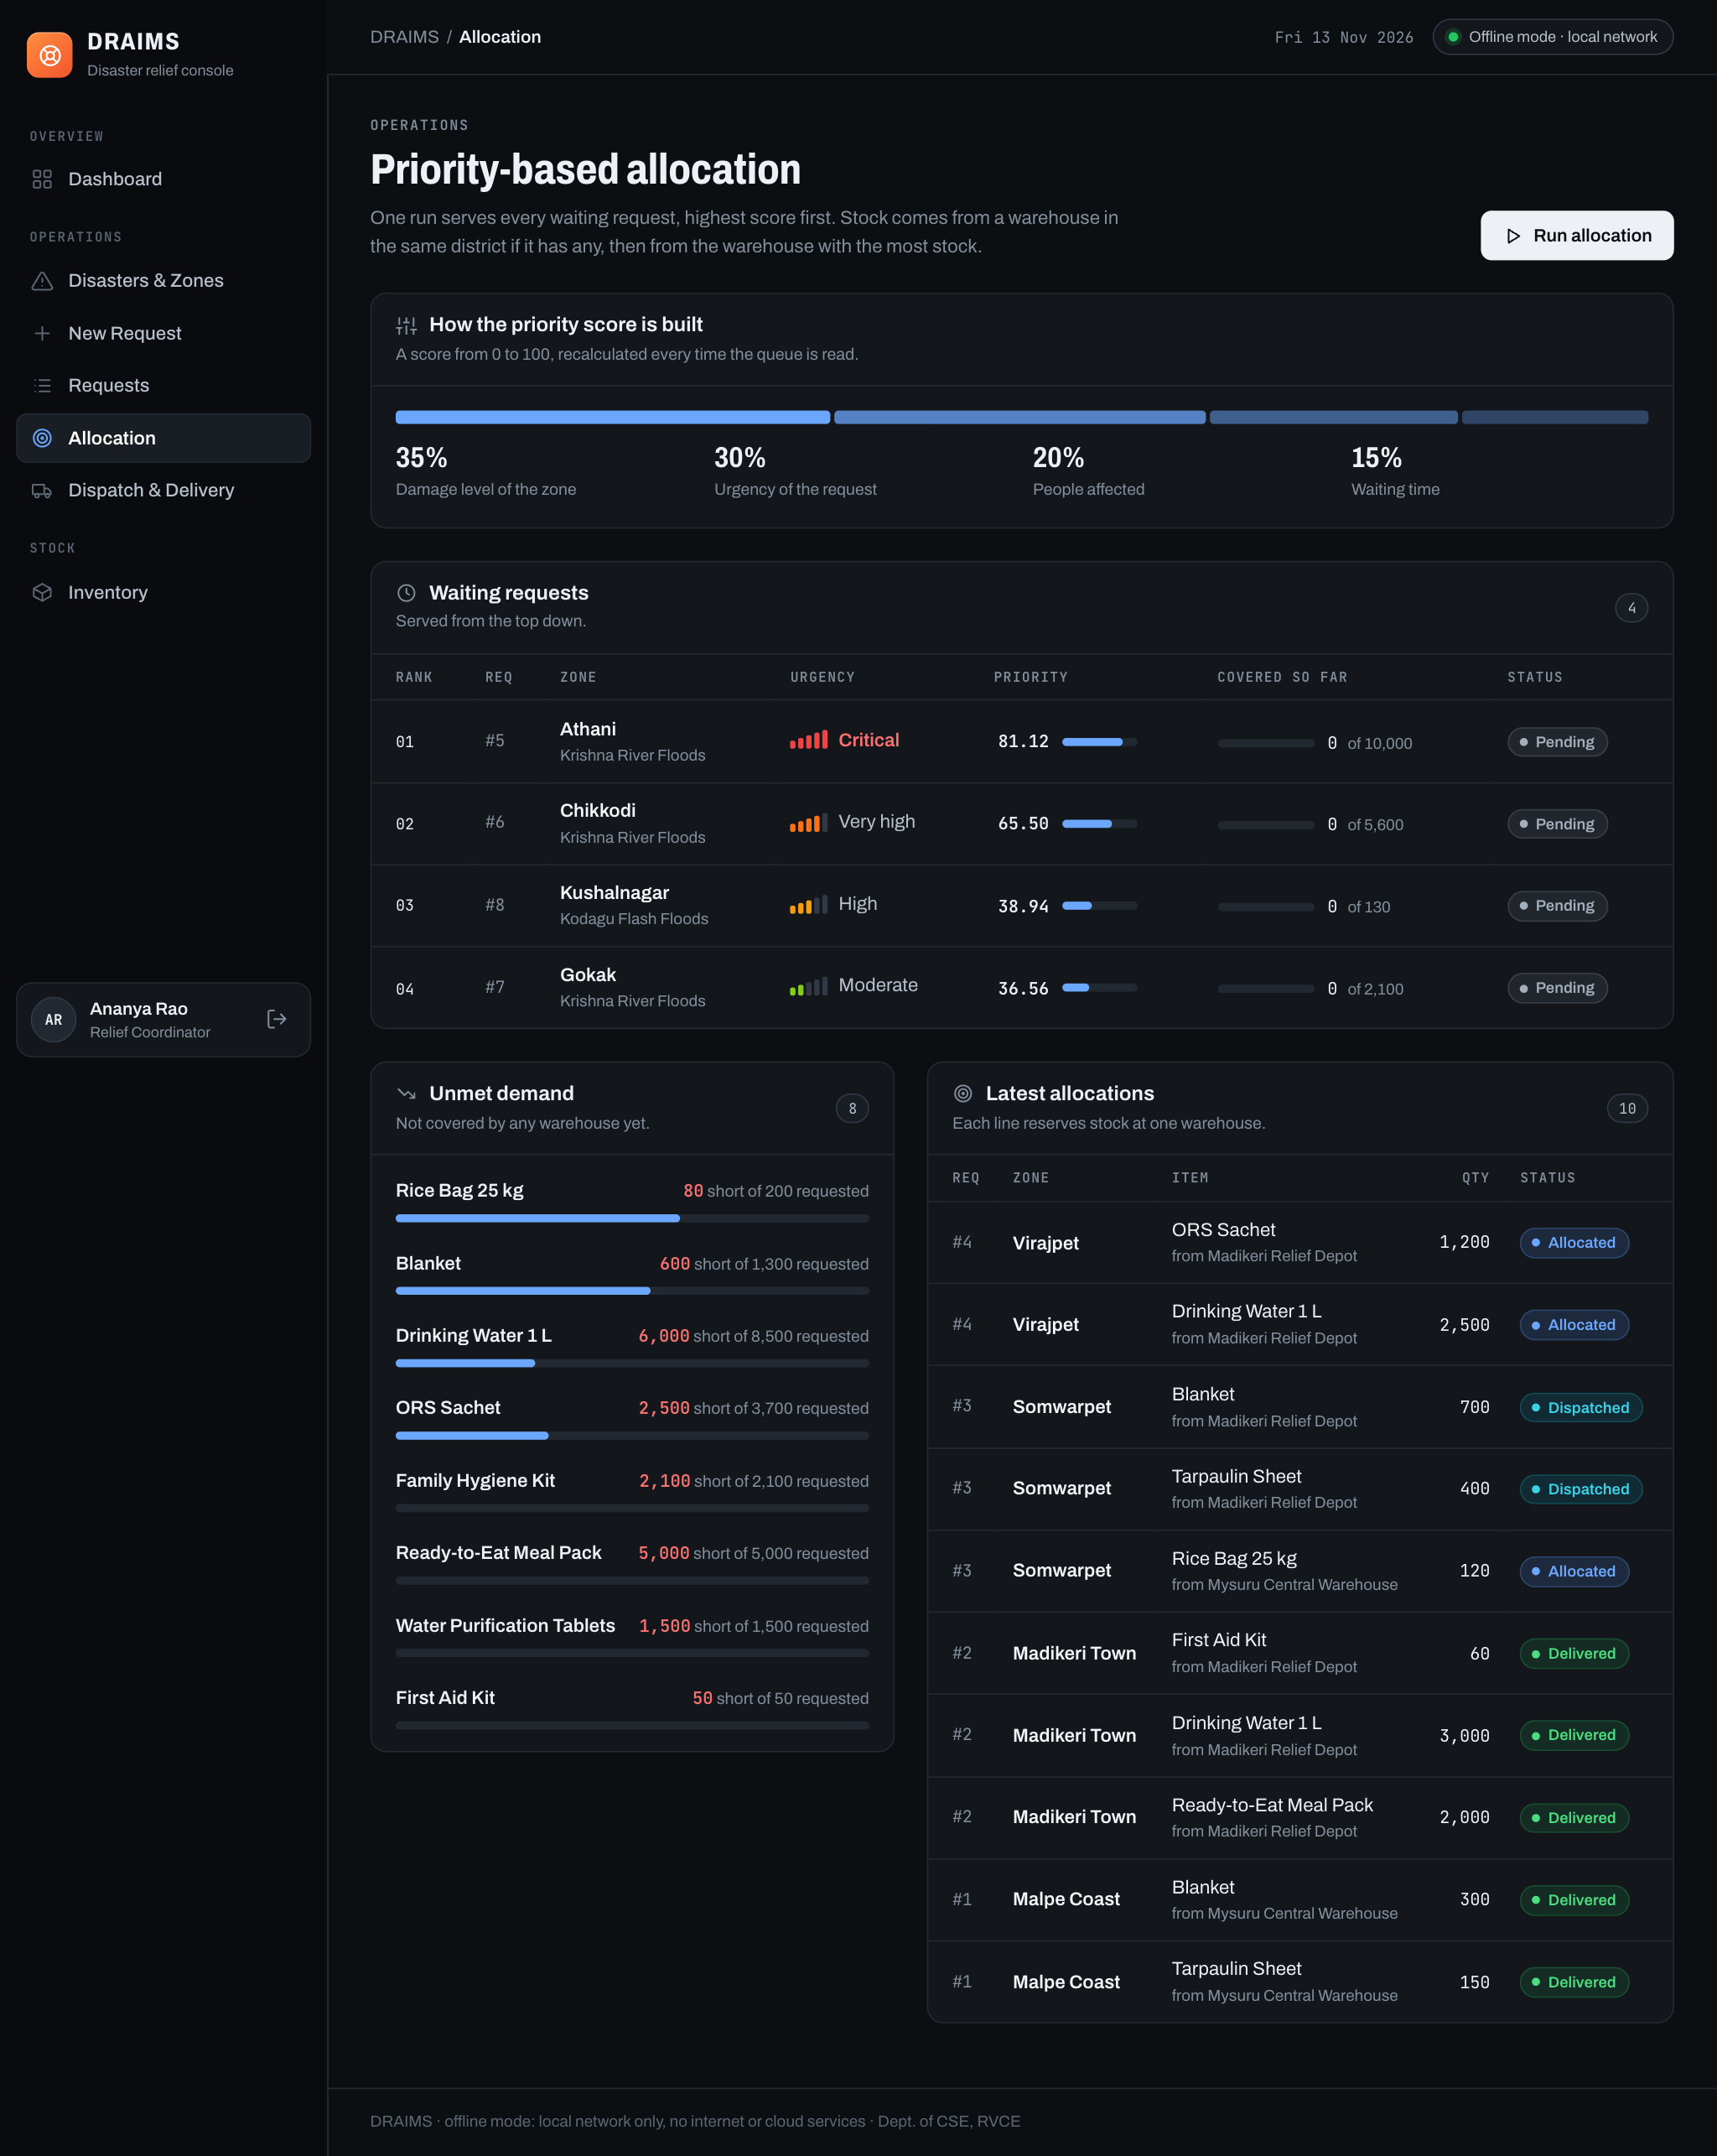 DRAIMS
Disaster relief console
OVERVIEW
Dashboard
OPERATIONS
Disasters & Zones
New Request
Requests
Allocation
Dispatch & Delivery
STOCK
Inventory
AR
Ananya Rao
Relief Coordinator
DRAIMS / Allocation
Fri 13 Nov 2026
Offline mode · local network
OPERATIONS
Priority-based allocation
One run serves every waiting request, highest score first. Stock comes from a warehouse in
the same district if it has any, then from the warehouse with the most stock.
Run allocation
How the priority score is built
A score from 0 to 100, recalculated every time the queue is read.
35% 30% 20% 15%
Damage level of the zone Urgency of the request People affected Waiting time
Waiting requests
Served from the top down.
4
RANK REQ ZONE URGENCY PRIORITY COVERED SO FAR STATUS
01 #5 Athani Critical 81.12 0 of 10,000 Pending
Krishna River Floods
02 #6 Chikkodi Very high 65.50 0 of 5,600 Pending
Krishna River Floods
03 #8 Kushalnagar High 38.94 0 of 130 Pending
Kodagu Flash Floods
04 #7 Gokak Moderate 36.56 0 of 2,100 Pending
Krishna River Floods
Unmet demand
Not covered by any warehouse yet.
8
Rice Bag 25 kg 80 short of 200 requested
Blanket 600 short of 1,300 requested
Drinking Water 1 L 6,000 short of 8,500 requested
ORS Sachet 2,500 short of 3,700 requested
Family Hygiene Kit 2,100 short of 2,100 requested
Ready-to-Eat Meal Pack 5,000 short of 5,000 requested
Water Purification Tablets 1,500 short of 1,500 requested
First Aid Kit 50 short of 50 requested
Latest allocations
Each line reserves stock at one warehouse.
10
REQ ZONE ITEM QTY STATUS
#4 Virajpet ORS Sachet 1,200 Allocated
from Madikeri Relief Depot
#4 Virajpet Drinking Water 1 L 2,500 Allocated
from Madikeri Relief Depot
#3 Somwarpet Blanket 700 Dispatched
from Madikeri Relief Depot
#3 Somwarpet Tarpaulin Sheet 400 Dispatched
from Madikeri Relief Depot
#3 Somwarpet Rice Bag 25 kg 120 Allocated
from Mysuru Central Warehouse
#2 Madikeri Town First Aid Kit 60 Delivered
from Madikeri Relief Depot
#2 Madikeri Town Drinking Water 1 L 3,000 Delivered
from Madikeri Relief Depot
#2 Madikeri Town Ready-to-Eat Meal Pack 2,000 Delivered
from Madikeri Relief Depot
#1 Malpe Coast Blanket 300 Delivered
from Mysuru Central Warehouse
#1 Malpe Coast Tarpaulin Sheet 150 Delivered
from Mysuru Central Warehouse
DRAIMS · offline mode: local network only, no internet or cloud services · Dept. of CSE, RVCE